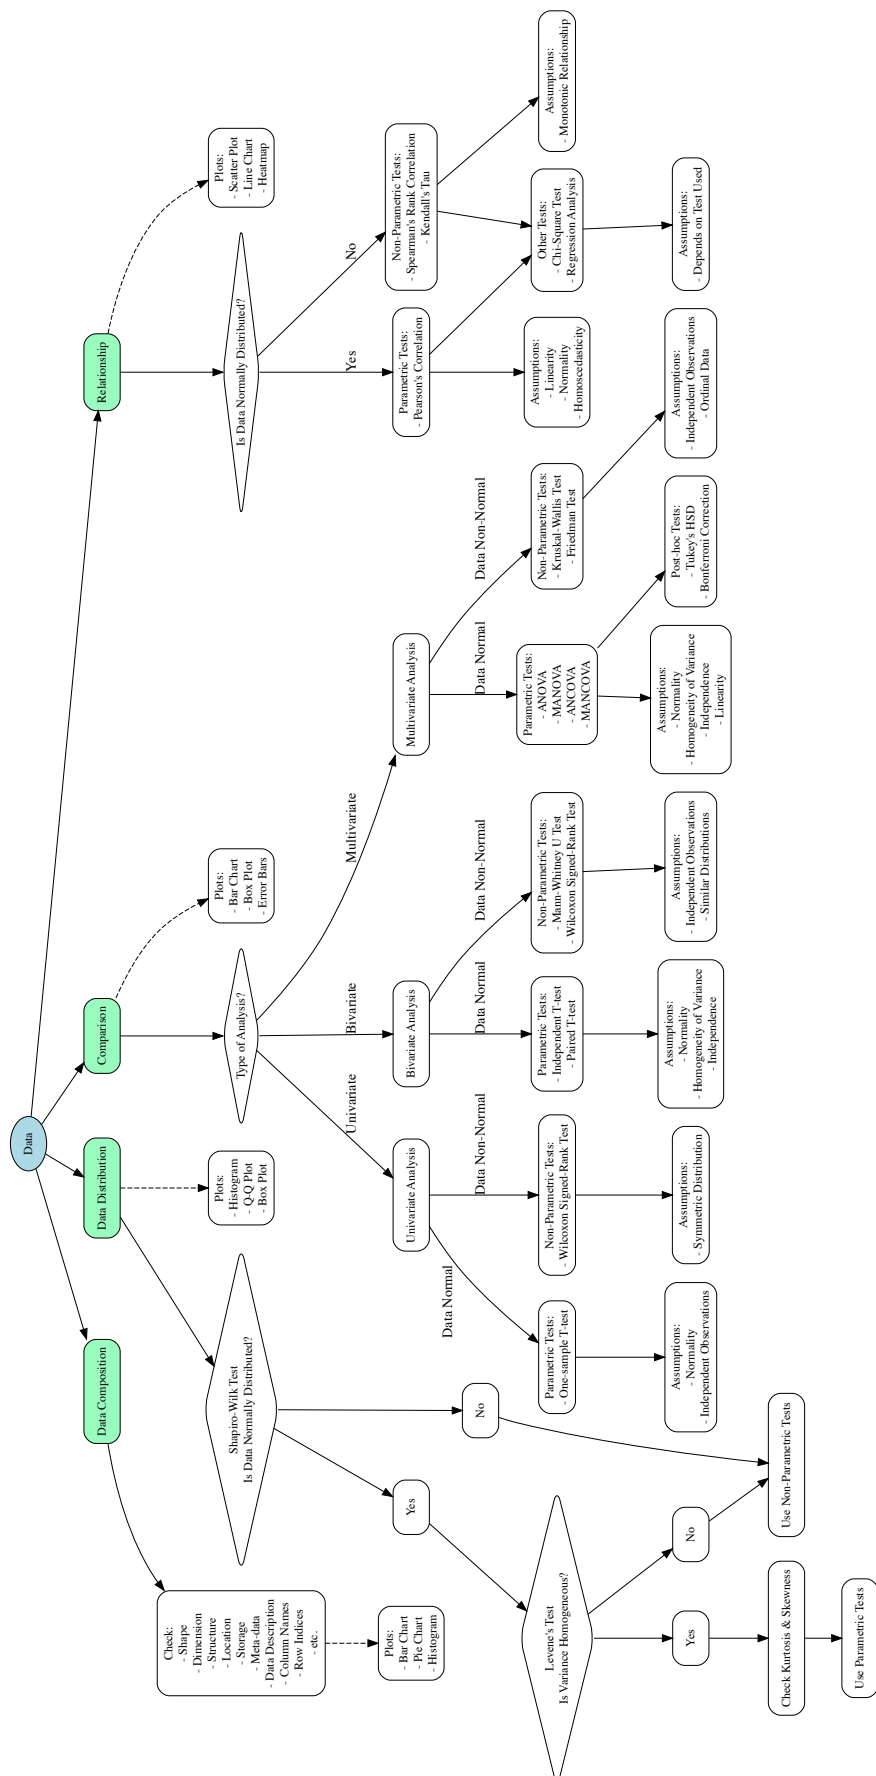 Data
Data Composition
Data Distribution
Comparison
Relationship
Check:
- Shape
- Dimension
- Structure
- Location
- Storage
- Meta-data
- Data Description
- Column Names
- Row Indices
- etc.
Plots:
- Bar Chart
- Pie Chart
- Histogram
Shapiro-Wilk Test
Is Data Normally Distributed?
Plots:
- Histogram
- Q-Q Plot
- Box Plot
Yes
No
Levene's Test
Is Variance Homogeneous?
Yes
No
Check Kurtosis & Skewness
Use Non-Parametric Tests
Use Parametric Tests
Type of Analysis?
Plots:
- Bar Chart
- Box Plot
- Error Bars
Univariate
Bivariate
Multivariate
Univariate Analysis
Bivariate Analysis
Multivariate Analysis
Data Normal
Data Non-Normal
Data Normal
Data Non-Normal
Data Normal
Data Non-Normal
Parametric Tests:
- One-sample T-test
Non-Parametric Tests:
- Wilcoxon Signed-Rank Test
Parametric Tests:
- Independent T-test
- Paired T-test
Non-Parametric Tests:
- Mann-Whitney U Test
- Wilcoxon Signed-Rank Test
Parametric Tests:
- ANOVA
- MANOVA
- ANCOVA
- MANCOVA
Non-Parametric Tests:
- Kruskal-Wallis Test
- Friedman Test
Assumptions:
- Normality
- Independent Observations
Assumptions:
- Symmetric Distribution
Assumptions:
- Normality
- Homogeneity of Variance
- Independence
Assumptions:
- Independent Observations
- Similar Distributions
Assumptions:
- Normality
- Homogeneity of Variance
- Independence
- Linearity
Post-hoc Tests:
- Tukey's HSD
- Bonferroni Correction
Assumptions:
- Independent Observations
- Ordinal Data
Is Data Normally Distributed?
Plots:
- Scatter Plot
- Line Chart
- Heatmap
Yes
No
Parametric Tests:
- Pearson's Correlation
Non-Parametric Tests:
- Spearman's Rank Correlation
- Kendall's Tau
Assumptions:
- Linearity
- Normality
- Homoscedasticity
Other Tests:
- Chi-Square Test
- Regression Analysis
Assumptions:
- Monotonic Relationship
Assumptions:
- Depends on Test Used